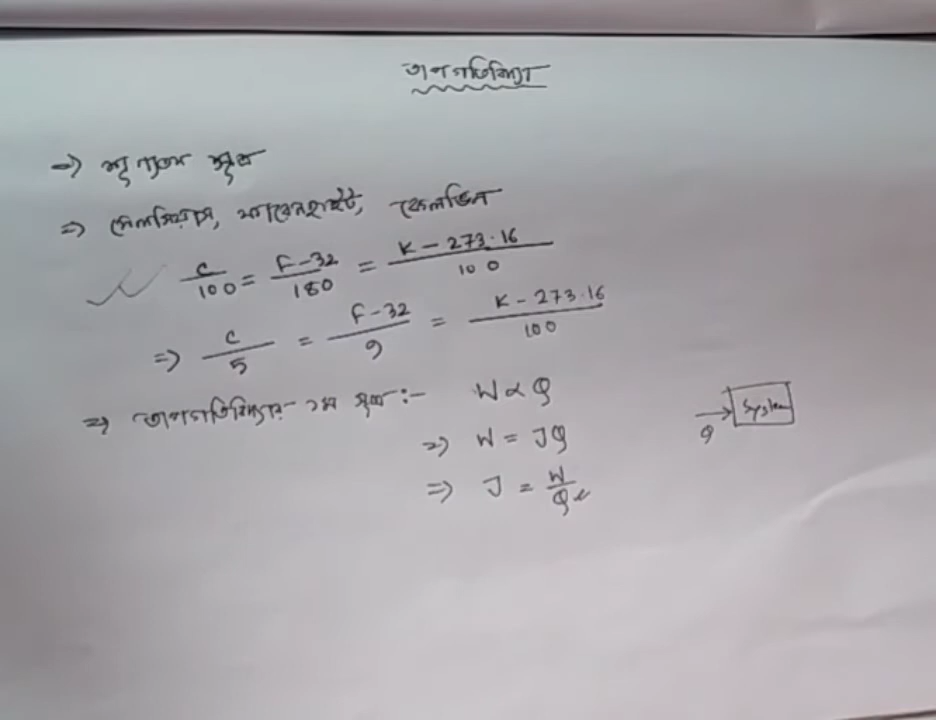 তাপগতিবিদ্যা
=> শূন্যতম সূত্র
=> সেলসিয়াস, ফারেনহাইট, কেলভিন
C/100 = F-32/180 = K - 273.16/100
=> C/5 = F-32/9 = K - 273.16/100
=> তাপগতিবিদ্যার ১ম সূত্র :- W ∝ Q
=> W = JQ
=> J = W/Q
Q → System